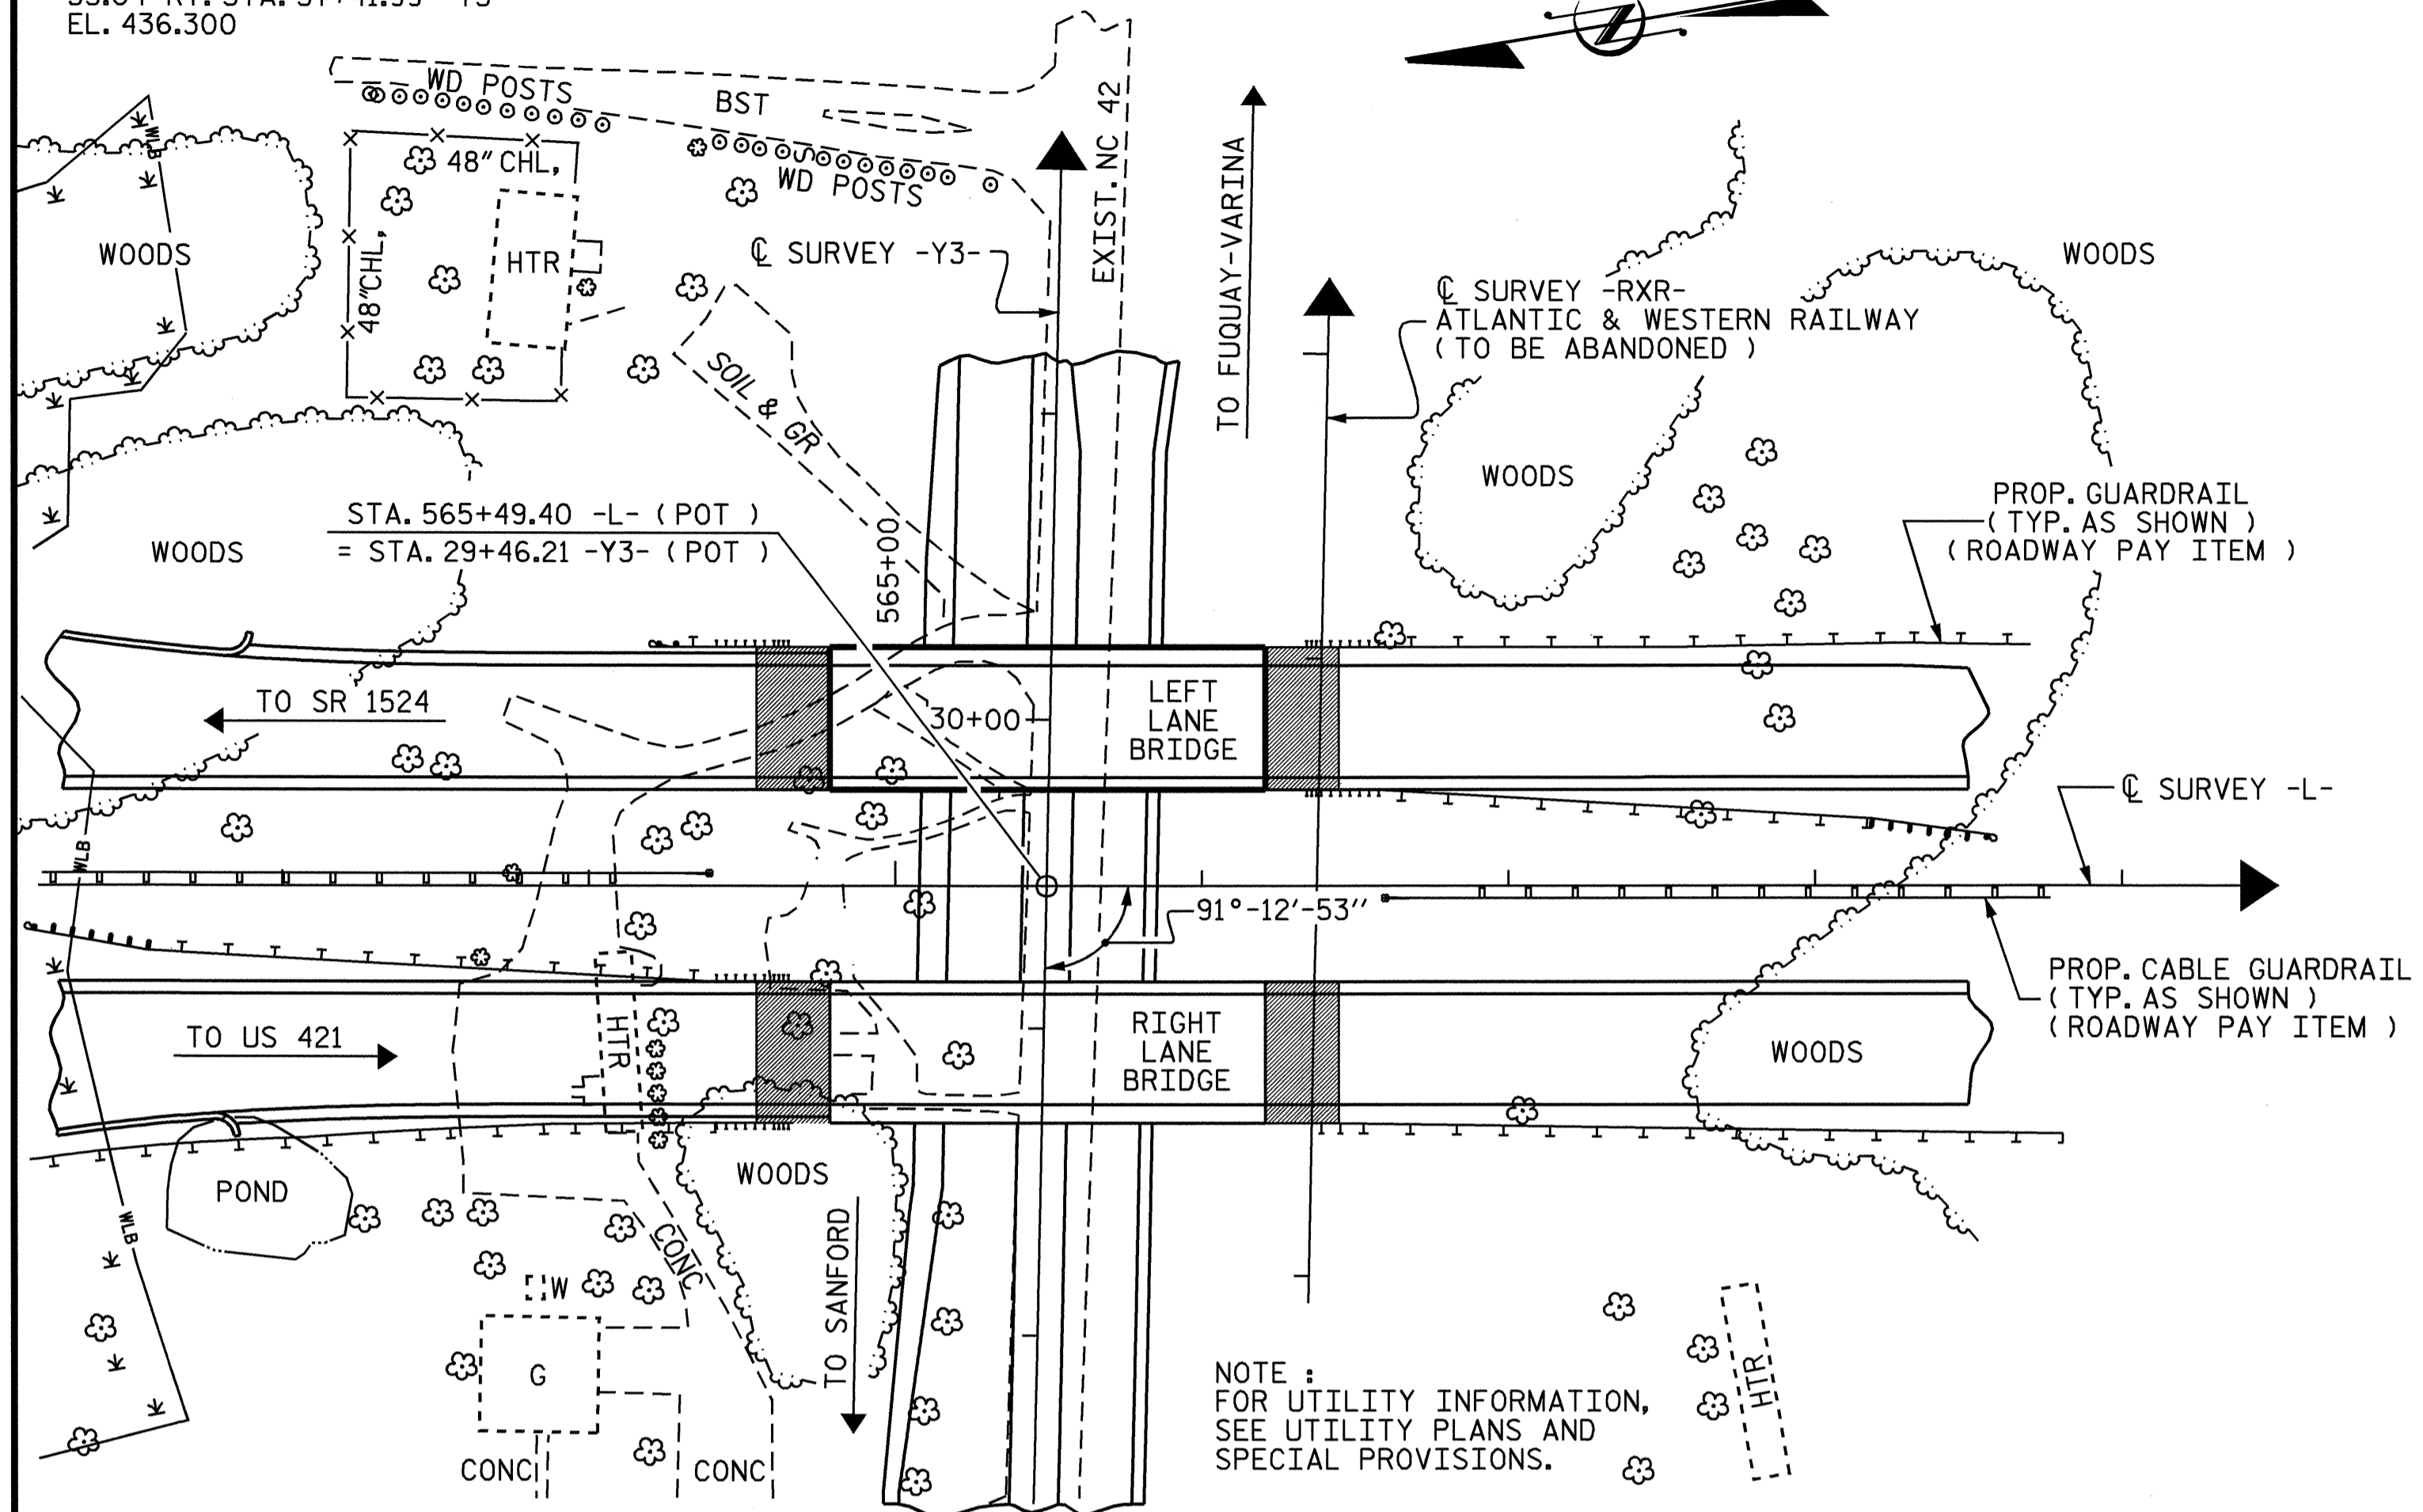 EL. 436.300
WD POSTS
BST
WD POSTS
48" CHL,
48"CHL,
HTR
WOODS
EXIST. NC 42
TO FUQUAY-VARINA
℄ SURVEY -Y3-
℄ SURVEY -RXR-
ATLANTIC & WESTERN RAILWAY
( TO BE ABANDONED )
WOODS
WLB
SOIL & GR
WOODS
STA. 565+49.40 -L- ( POT )
= STA. 29+46.21 -Y3- ( POT )
565+00
WOODS
PROP. GUARDRAIL
( TYP. AS SHOWN )
( ROADWAY PAY ITEM )
TO SR 1524
30+00
LEFT
LANE
BRIDGE
℄ SURVEY -L-
WLB
91°-12'-53"
PROP. CABLE GUARDRAIL
( TYP. AS SHOWN )
( ROADWAY PAY ITEM )
TO US 421
HTR
RIGHT
LANE
BRIDGE
WOODS
WOODS
POND
WLB
CONC
W
TO SANFORD
G
CONC
CONC
HTR
NOTE :
FOR UTILITY INFORMATION,
SEE UTILITY PLANS AND
SPECIAL PROVISIONS.